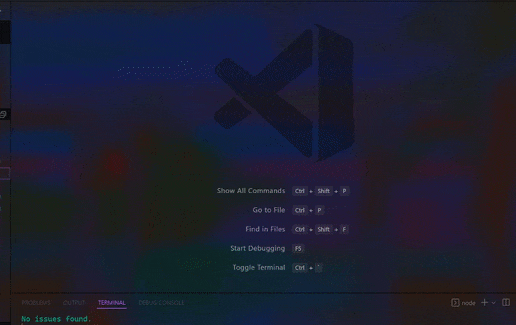 Show All Commands Ctrl + Shift + P
Go to File Ctrl + P
Find in Files Ctrl + Shift + F
Start Debugging F5
Toggle Terminal Ctrl + `
PROBLEMS OUTPUT TERMINAL DEBUG CONSOLE node
No issues found.